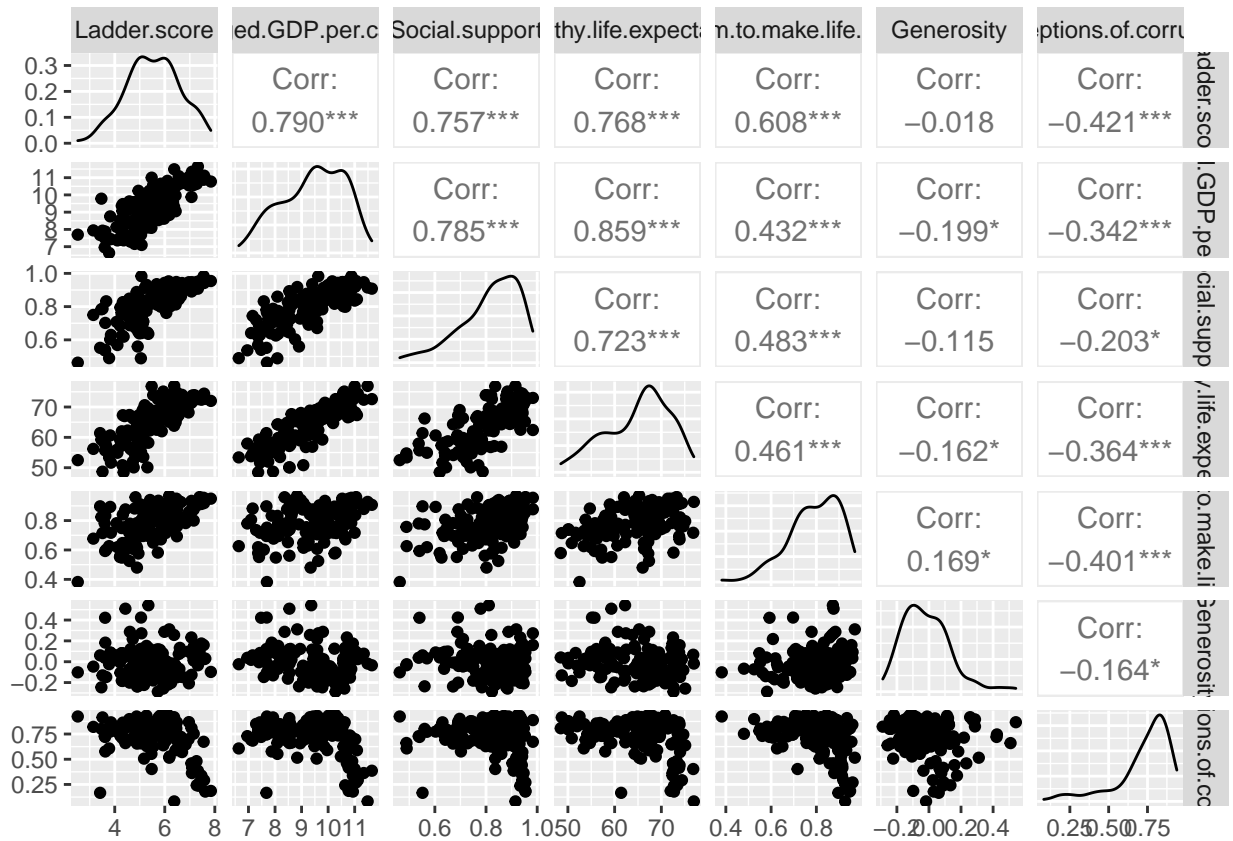 Ladder.score ed.GDP.per.c Social.support thy.life.expecta m.to.make.life. Generosity ptions.of.corru
0.3
0.2
0.1
0.0
Corr: Corr: Corr: Corr: Corr: Corr:
0.790*** 0.757*** 0.768*** 0.608*** −0.018 −0.421***
adder.sco
11
10
9
8
7
Corr: Corr: Corr: Corr: Corr:
0.785*** 0.859*** 0.432*** −0.199* −0.342***
l.GDP.pe
1.0
0.8
0.6
Corr: Corr: Corr: Corr:
0.723*** 0.483*** −0.115 −0.203*
cial.supp
70
60
50
Corr: Corr: Corr:
0.461*** −0.162* −0.364***
y.life.expe
0.8
0.6
0.4
Corr: Corr:
0.169* −0.401***
to.make.li
0.4
0.2
0.0
−0.2
Corr:
−0.164*
Generosit
0.75
0.50
0.25
ions.of.cc
4 6 8 7 8 9 10 11 0.6 0.8 1.0 50 60 70 0.4 0.6 0.8 −0.2 0.0 0.2 0.4 0.25 0.50 0.75